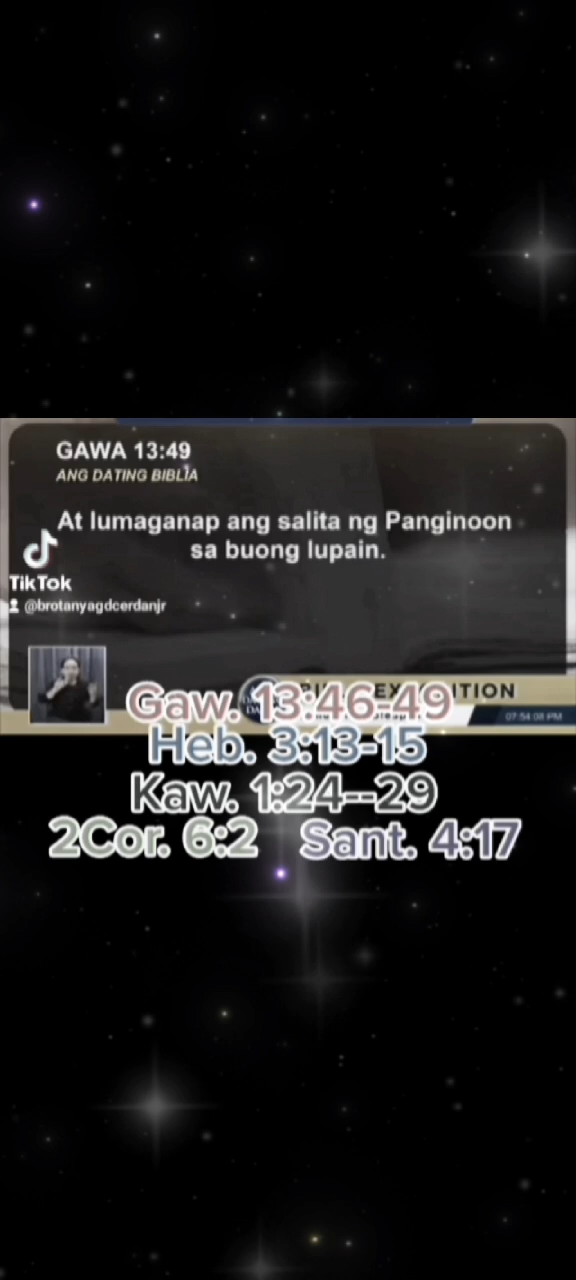 GAWA 13:49
ANG DATING BIBLIA
At lumaganap ang salita ng Panginoon
sa buong lupain.
TikTok
@brotanyagdcerdanjr
Gaw. 13:46-49
07:54:08 PM
Heb. 3:13-15
Kaw. 1:24--29
2Cor. 6:2 Sant. 4:17